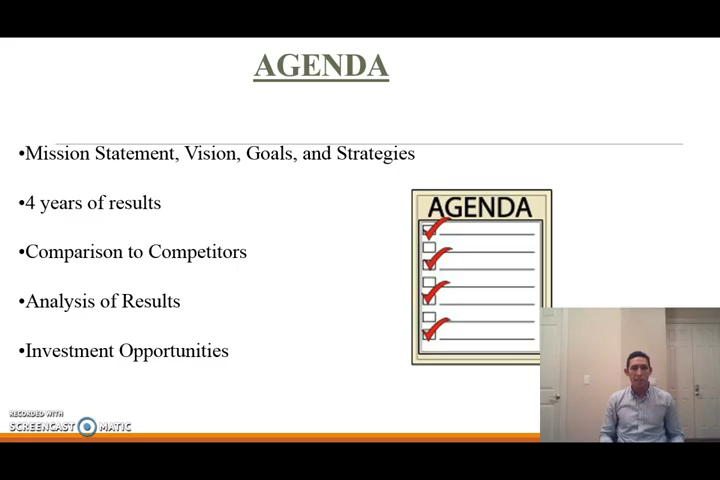 AGENDA
•Mission Statement, Vision, Goals, and Strategies
•4 years of results
•Comparison to Competitors
•Analysis of Results
•Investment Opportunities
AGENDA
RECORDED WITH
SCREENCAST MATIC